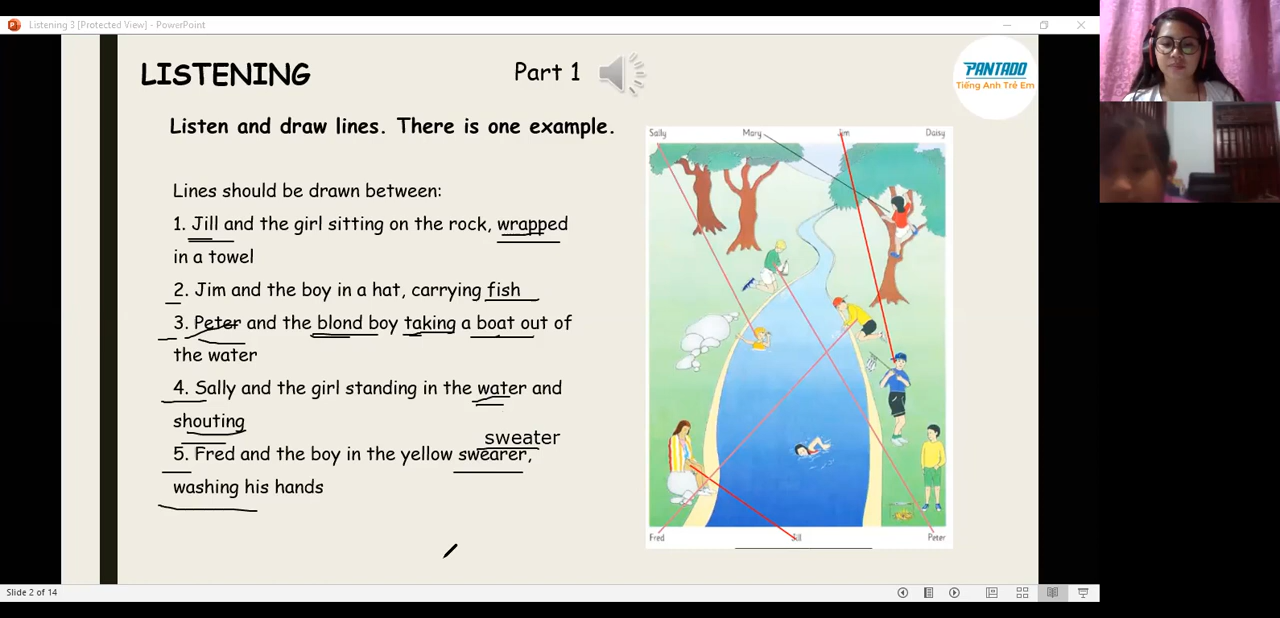 Listening 3 [Protected View] - PowerPoint
LISTENING
Part 1
PANTADO
Tiếng Anh Trẻ Em
Listen and draw lines. There is one example.
Sally Mary Jim Daisy
Lines should be drawn between:
1. Jill and the girl sitting on the rock, wrapped
in a towel
2. Jim and the boy in a hat, carrying fish
3. Peter and the blond boy taking a boat out of
the water
4. Sally and the girl standing in the water and
shouting
sweater
5. Fred and the boy in the yellow swearer,
washing his hands
Fred Jill Peter
Slide 2 of 14